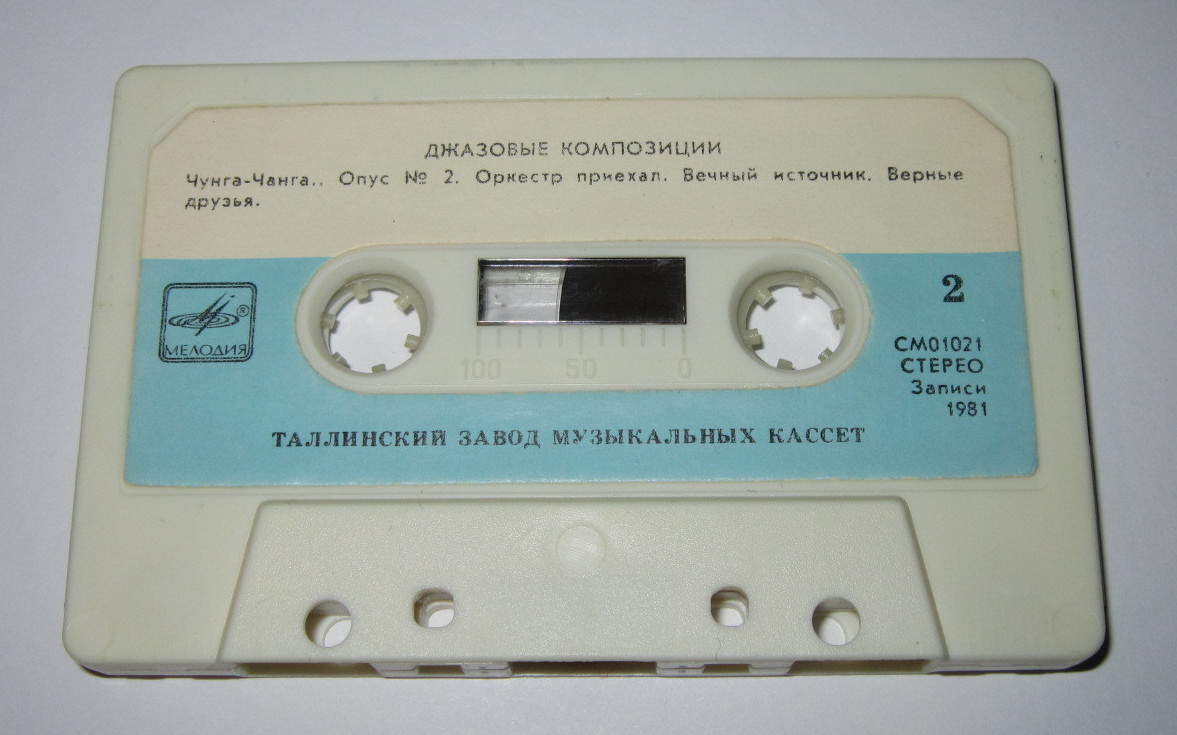 ДЖАЗОВЫЕ КОМПОЗИЦИИ
Чунга-Чанга.. Опус № 2. Оркестр приехал. Вечный источник. Верные
друзья.
2
®
МЕЛОДИЯ
СМ01021
СТЕРЕО
Записи
1981
100 50 0
ТАЛЛИНСКИЙ ЗАВОД МУЗЫКАЛЬНЫХ КАССЕТ